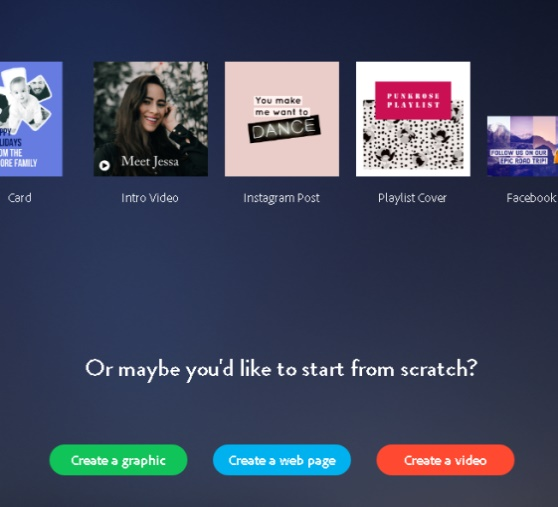 PPY
LIDAYS
OM THE
ORE FAMILY
Meet Jessa
You make
me want to
DANCE
PUNKROSE
PLAYLIST
FOLLOW US ON OUR
EPIC ROAD TRIP!
Card
Intro Video
Instagram Post
Playlist Cover
Facebook
Or maybe you'd like to start from scratch?
Create a graphic
Create a web page
Create a video